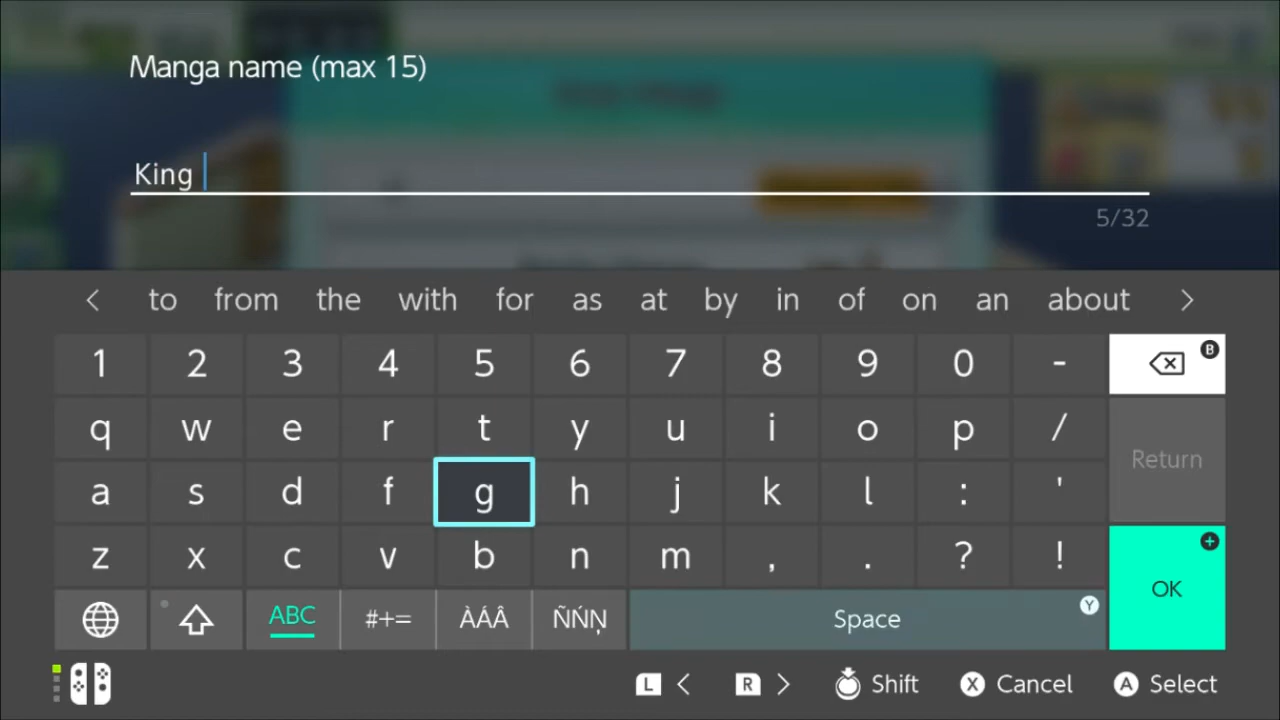 Manga name (max 15)
King
5/32
< to from the with for as at by in of on an about >
1 2 3 4 5 6 7 8 9 0 - B
q w e r t y u i o p /
Return
a s d f g h j k l : '
z x c v b n m , . ? ! +
OK
ABC #+= ÀÁÂ ÑŃŅ Space Y
L < R > Shift X Cancel A Select